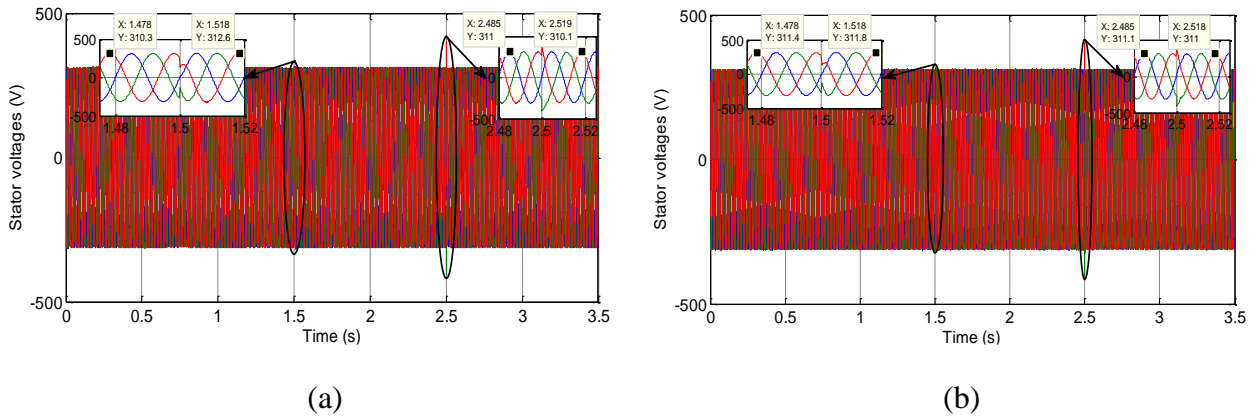 X: 1.478
Y: 310.3
X: 1.518
Y: 312.6
X: 2.485
Y: 311
X: 2.519
Y: 310.1
500
0
-500
1.48
1.5
1.52
500
0
-500
2.48
2.5
2.52
Stator voltages (V)
500
0
-500
0 0.5 1 1.5 2 2.5 3 3.5
Time (s)
(a)
X: 1.478
Y: 311.4
X: 1.518
Y: 311.8
X: 2.485
Y: 311.1
X: 2.518
Y: 311
500
0
-500
1.48
1.5
1.52
500
0
-500
2.48
2.5
2.52
Stator voltages (V)
500
0
-500
0 0.5 1 1.5 2 2.5 3 3.5
Time (s)
(b)